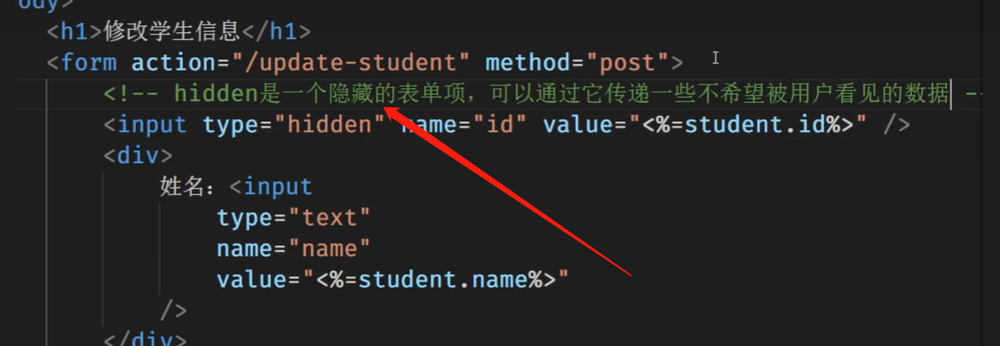 ody>
<h1>修改学生信息</h1>
<form action="/update-student" method="post">
<!-- hidden是一个隐藏的表单项，可以通过它传递一些不希望被用户看见的数据 --
<input type="hidden" name="id" value="<%=student.id%>" />
<div>
姓名：<input
type="text"
name="name"
value="<%=student.name%>"
/>
</div>